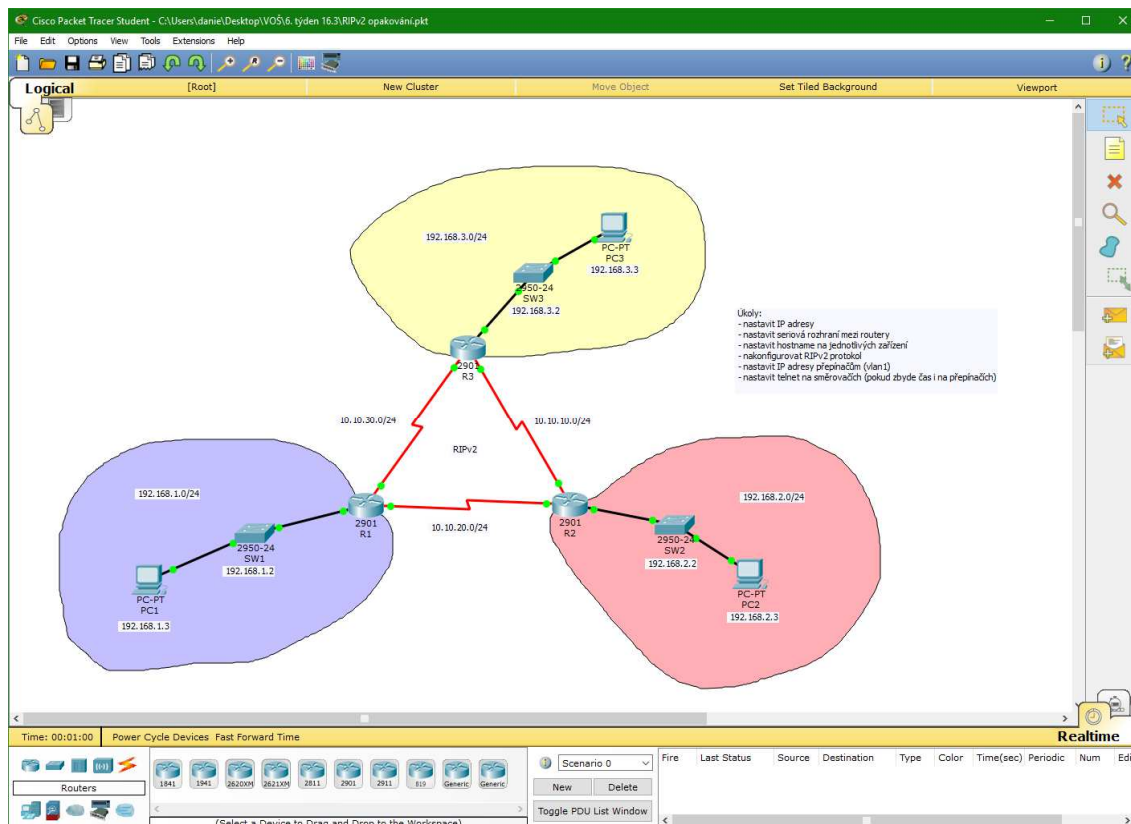 Cisco Packet Tracer Student - C:\Users\danie\Desktop\VOŠ\6. týden 16.3\RIPv2 opakování.pkt
File Edit Options View Tools Extensions Help
Logical
[Root]
New Cluster
Move Object
Set Tiled Background
Viewport
192.168.3.0/24
PC-PT
PC3
192.168.3.3
2950-24
SW3
192.168.3.2
2901
R3
Úkoly:
- nastavit IP adresy
- nastavit seriová rozhraní mezi routery
- nastavit hostname na jednotlivých zařízení
- nakonfigurovat RIPv2 protokol
- nastavit IP adresy přepínačům (vlan1)
- nastavit telnet na směrovačích (pokud zbyde čas i na přepínačích)
10.10.30.0/24
10.10.10.0/24
RIPv2
192.168.1.0/24
2901
R1
10.10.20.0/24
2901
R2
192.168.2.0/24
2950-24
SW1
192.168.1.2
PC-PT
PC1
192.168.1.3
2950-24
SW2
192.168.2.2
PC-PT
PC2
192.168.2.3
Time: 00:01:00
Power Cycle Devices Fast Forward Time
Realtime
Routers
1841 1941 2620XM 2621XM 2811 2901 2911 819 Generic Generic
(Select a Device to Drag and Drop to the Workspace)
Scenario 0
New
Delete
Toggle PDU List Window
Fire Last Status Source Destination Type Color Time(sec) Periodic Num Edi